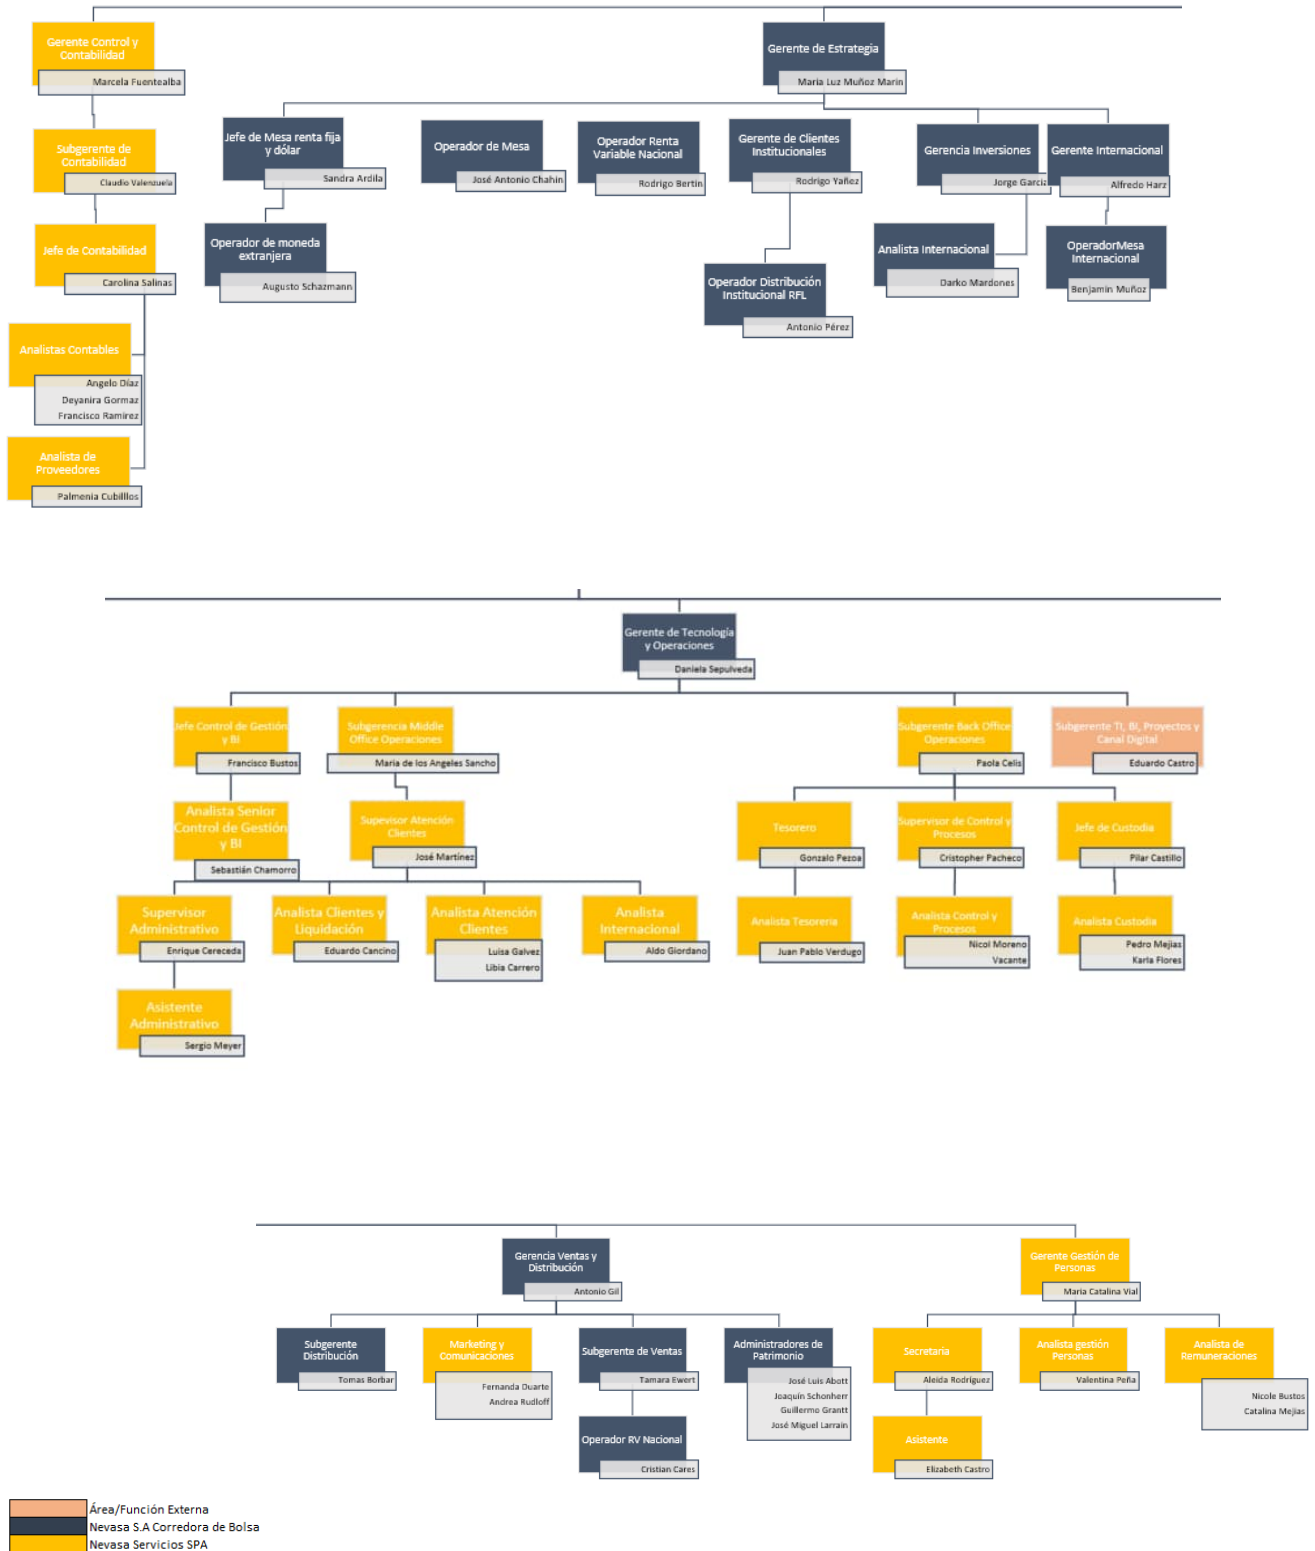 Gerente Control y
Contabilidad
Marcela Fuentealba
Gerente de Estrategia
Maria Luz Muñoz Marin
Subgerente de
Contabilidad
Claudio Valenzuela
Jefe de Mesa renta fija
y dólar
Sandra Ardila
Operador de Mesa
José Antonio Chahin
Operador Renta
Variable Nacional
Rodrigo Bertin
Gerente de Clientes
Institucionales
Rodrigo Yañez
Gerencia Inversiones
Jorge Garcia
Gerente Internacional
Alfredo Harz
Jefe de Contabilidad
Carolina Salinas
Operador de moneda
extranjera
Augusto Schazmann
Operador Distribución
Institucional RFL
Antonio Pérez
Analista Internacional
Darko Mardones
OperadorMesa
Internacional
Benjamin Muñoz
Analistas Contables
Angelo Díaz
Deyanira Gormaz
Francisco Ramirez
Analista de
Proveedores
Palmenia Cubilllos
Gerente de Tecnología
y Operaciones
Daniela Sepulveda
Jefe Control de Gestión
y BI
Francisco Bustos
Subgerencia Middle
Office Operaciones
Maria de los Angeles Sancho
Subgerente Back Office
Operaciones
Paola Celis
Subgerente TI, BI, Proyectos y
Canal Digital
Eduardo Castro
Analista Senior
Control de Gestión
y BI
Sebastián Chamorro
Supevisor Atención
Clientes
José Martínez
Tesorero
Gonzalo Pezoa
Supervisor de Control y
Procesos
Cristopher Pacheco
Jefe de Custodia
Pilar Castillo
Supervisor
Administrativo
Enrique Cereceda
Analista Clientes y
Liquidación
Eduardo Cancino
Analista Atención
Clientes
Luisa Galvez
Libia Carrero
Analista
Internacional
Aldo Giordano
Analista Tesoreria
Juan Pablo Verdugo
Analista Control y
Procesos
Nicol Moreno
Vacante
Analista Custodia
Pedro Mejias
Karla Flores
Asistente
Administrativo
Sergio Meyer
Gerencia Ventas y
Distribución
Antonio Gil
Gerente Gestión de
Personas
Maria Catalina Vial
Subgerente
Distribución
Tomas Borbar
Marketing y
Comunicaciones
Fernanda Duarte
Andrea Rudloff
Subgerente de Ventas
Tamara Ewert
Administradores de
Patrimonio
José Luis Abott
Joaquín Schonherr
Guillermo Grantt
José Miguel Larrain
Secretaria
Aleida Rodríguez
Analista gestión
Personas
Valentina Peña
Analista de
Remuneraciones
Nicole Bustos
Catalina Mejias
Operador RV Nacional
Cristian Cares
Asistente
Elizabeth Castro
Área/Función Externa
Nevasa S.A Corredora de Bolsa
Nevasa Servicios SPA